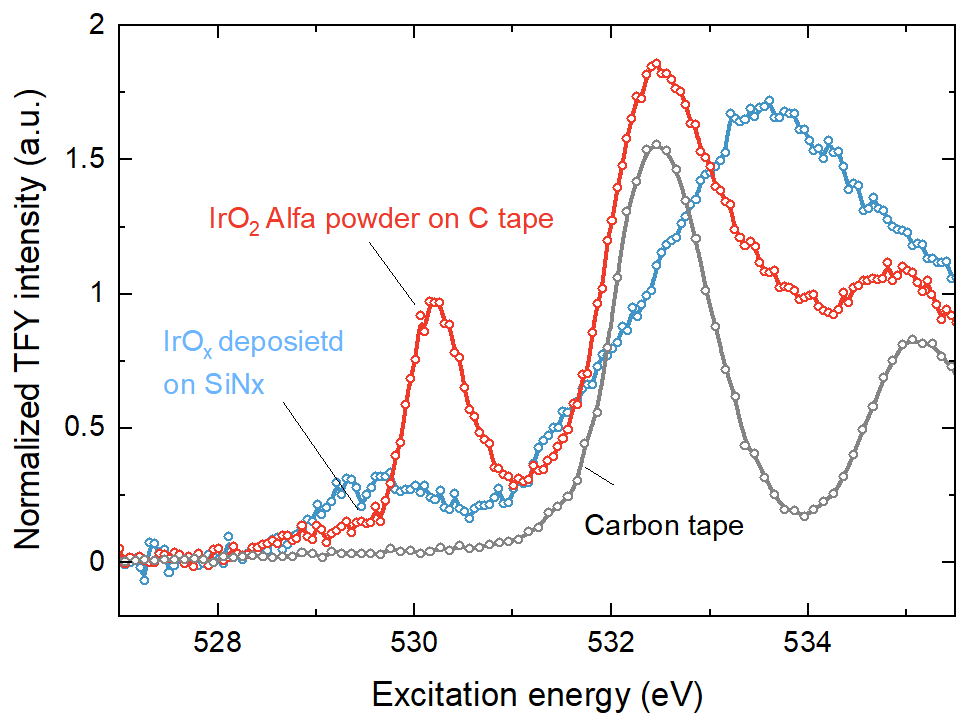 2
1.5
1
0.5
0
Normalized TFY intensity (a.u.)
IrO₂ Alfa powder on C tape
IrOₓ deposietd
on SiNx
Carbon tape
528 530 532 534
Excitation energy (eV)